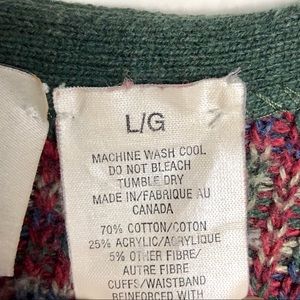 L/G
MACHINE WASH COOL
DO NOT BLEACH
TUMBLE DRY
MADE IN/FABRIQUE AU
CANADA
70% COTTON/COTON
25% ACRYLIC/ACRYLIQUE
5% OTHER FIBRE/
AUTRE FIBRE
CUFFS/WAISTBAND
REINFORCED WITH